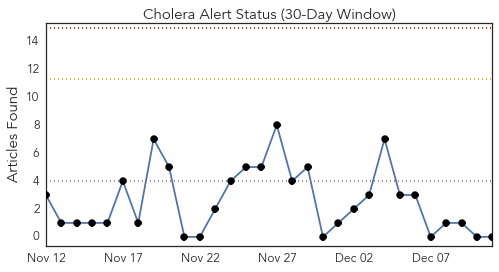 Cholera Alert Status (30-Day Window)
Articles Found
14
12
10
8
6
4
2
0
Nov 12 Nov 17 Nov 22 Nov 27 Dec 02 Dec 07